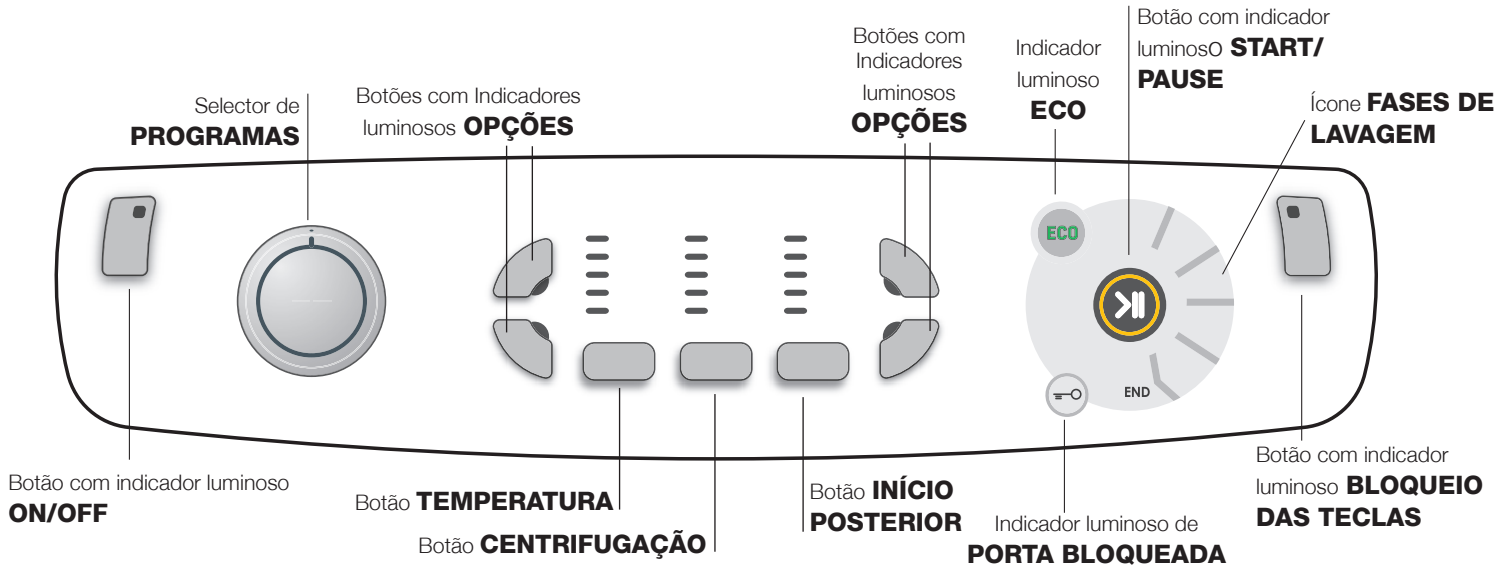 Selector de
PROGRAMAS
Botões com Indicadores
luminosos OPÇÕES
Botões com
Indicadores
luminosos
OPÇÕES
Indicador
luminoso
ECO
Botão com indicador
luminosO START/
PAUSE
Ícone FASES DE
LAVAGEM
ECO
END
Botão com indicador luminoso
ON/OFF
Botão TEMPERATURA
Botão CENTRIFUGAÇÃO
Botão INÍCIO
POSTERIOR
Indicador luminoso de
PORTA BLOQUEADA
Botão com indicador
luminoso BLOQUEIO
DAS TECLAS